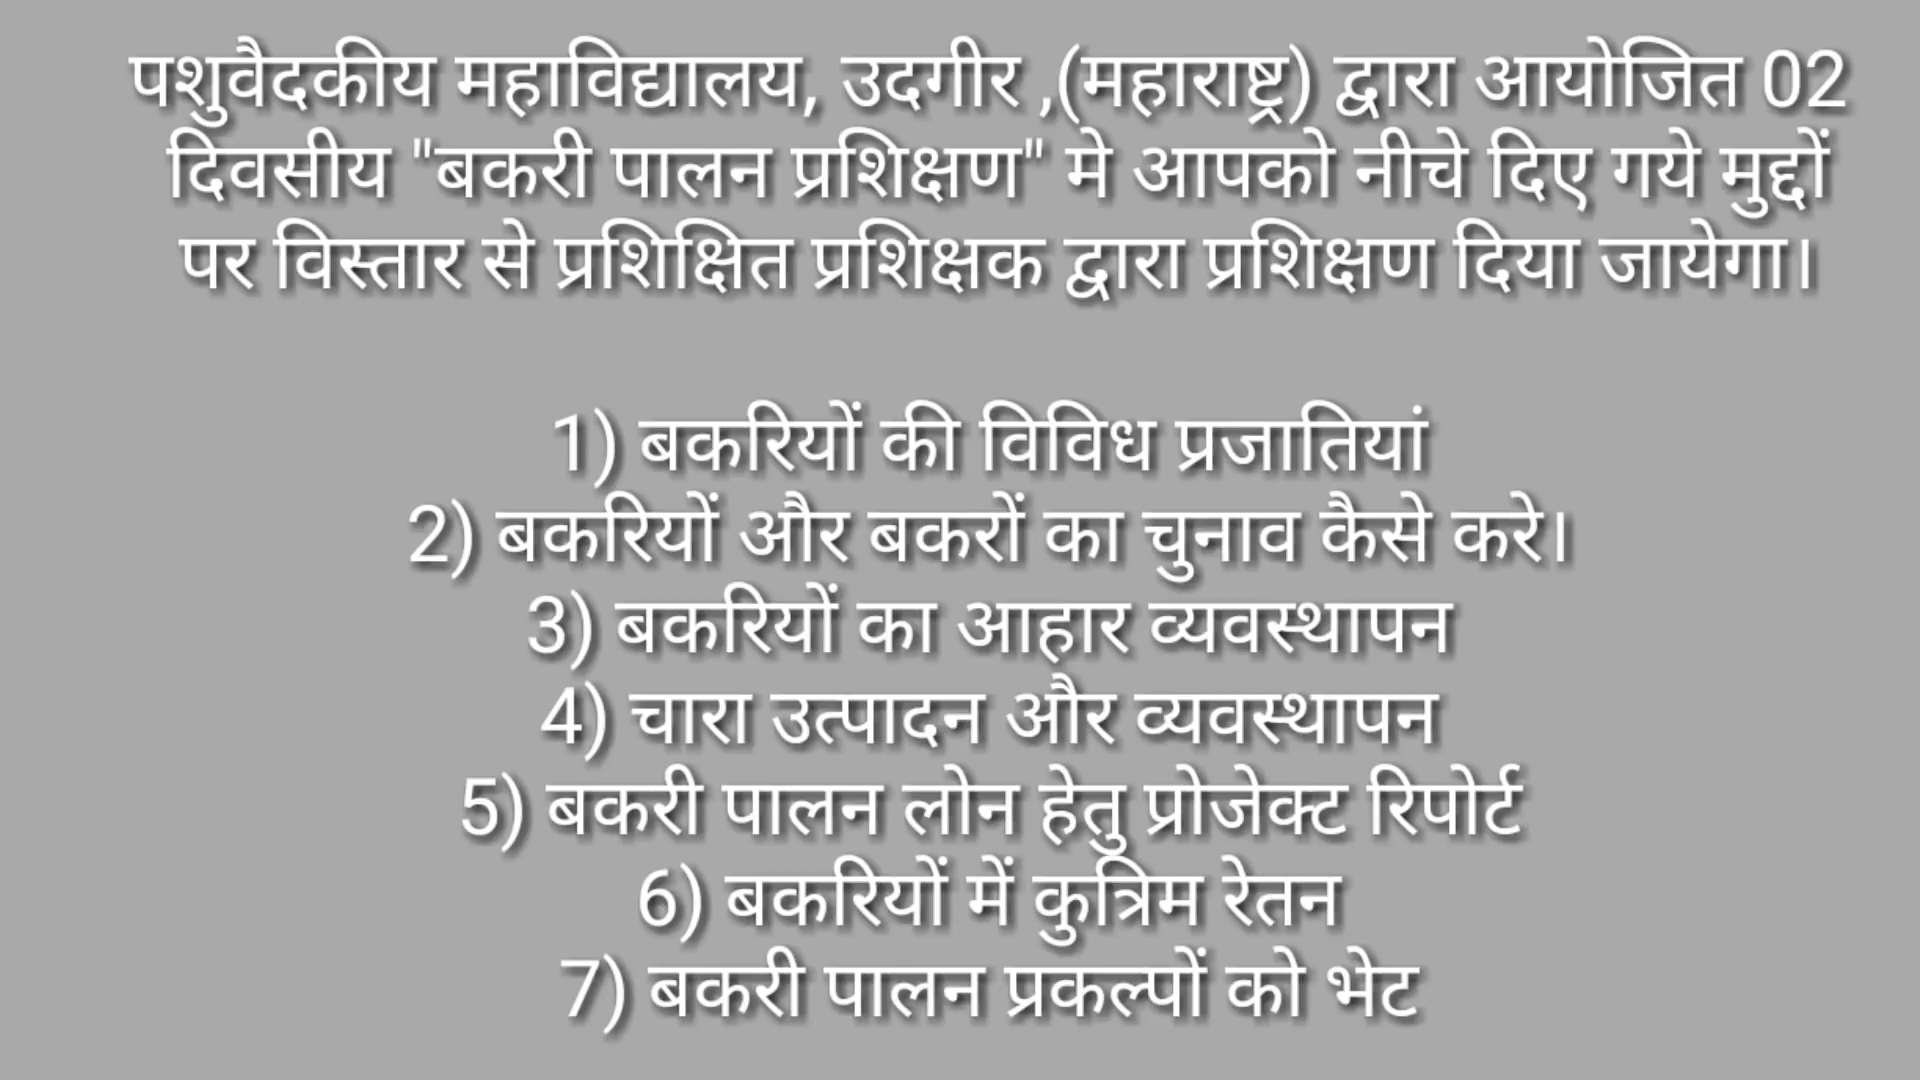 पशुवैदकीय महाविद्यालय, उदगीर ,(महाराष्ट्र) द्वारा आयोजित 02
दिवसीय "बकरी पालन प्रशिक्षण" मे आपको नीचे दिए गये मुद्दों
पर विस्तार से प्रशिक्षित प्रशिक्षक द्वारा प्रशिक्षण दिया जायेगा।
1) बकरियों की विविध प्रजातियां
2) बकरियों और बकरों का चुनाव कैसे करे।
3) बकरियों का आहार व्यवस्थापन
4) चारा उत्पादन और व्यवस्थापन
5) बकरी पालन लोन हेतु प्रोजेक्ट रिपोर्ट
6) बकरियों में कुत्रिम रेतन
7) बकरी पालन प्रकल्पों को भेट